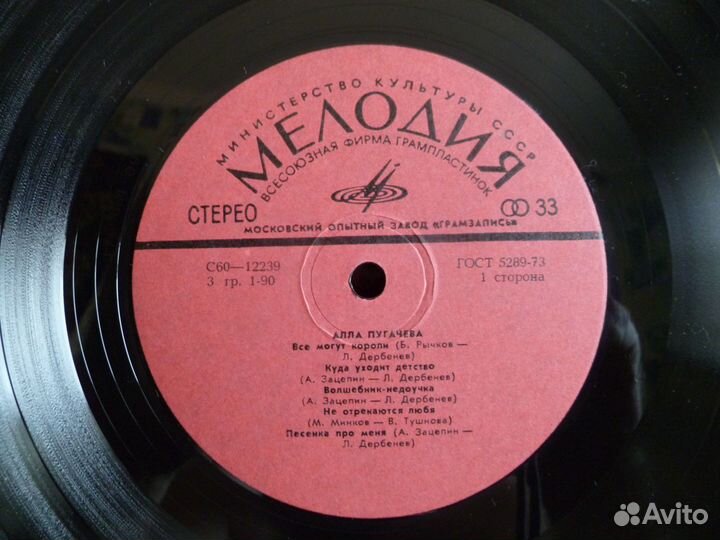 МИНИСТЕРСТВО КУЛЬТУРЫ СССР
МЕЛОДИЯ
ВСЕСОЮЗНАЯ ФИРМА ГРАМПЛАСТИНОК
СТЕРЕО 33
МОСКОВСКИЙ ОПЫТНЫЙ ЗАВОД «ГРАМЗАПИСЬ»
С60—12239 ГОСТ 5289-73
3 гр. 1-90 1 сторона
АЛЛА ПУГАЧЕВА
Все могут короли (Б. Рычков —
Л. Дербенев)
Куда уходит детство
(А. Зацепин — Л. Дербенев)
Волшебник-недоучка
(А. Зацепин — Л. Дербенев)
Не отрекаются любя
(М. Минков — В. Тушнова)
Песенка про меня (А. Зацепин —
Л. Дербенев)
Avito